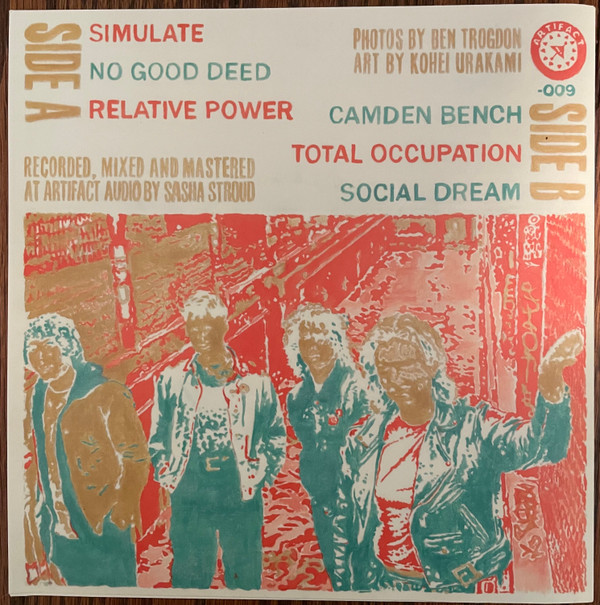 SIDE A
SIMULATE
NO GOOD DEED
RELATIVE POWER
RECORDED, MIXED AND MASTERED
AT ARTIFACT AUDIO BY SASHA STROUD
PHOTOS BY BEN TROGDON
ART BY KOHEI URAKAMI
ARTIFACT
-009
SIDE B
CAMDEN BENCH
TOTAL OCCUPATION
SOCIAL DREAM